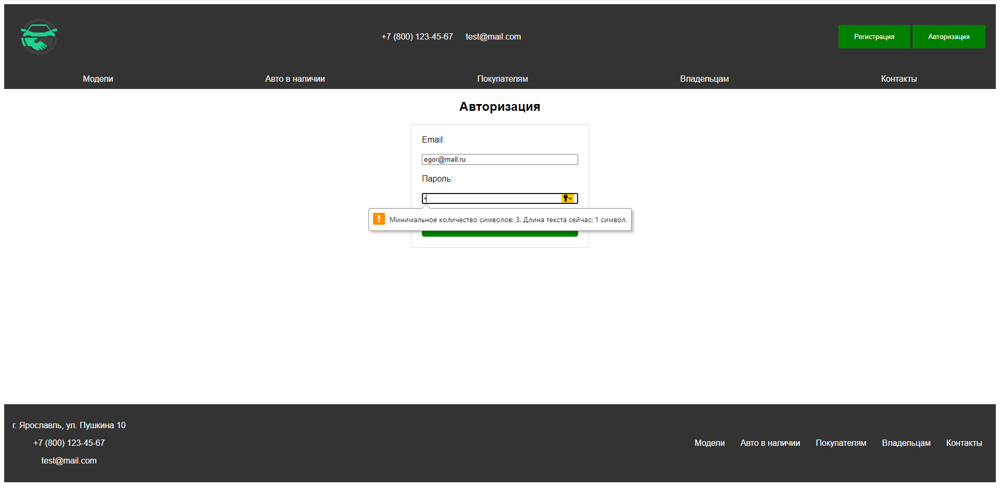 +7 (800) 123-45-67 test@mail.com
Регистрация Авторизация
Модели Авто в наличии Покупателям Владельцам Контакты
Авторизация
Email:
egor@mail.ru
Пароль:
Минимальное количество символов: 3. Длина текста сейчас: 1 символ.
г. Ярославль, ул. Пушкина 10
+7 (800) 123-45-67
test@mail.com
Модели Авто в наличии Покупателям Владельцам Контакты